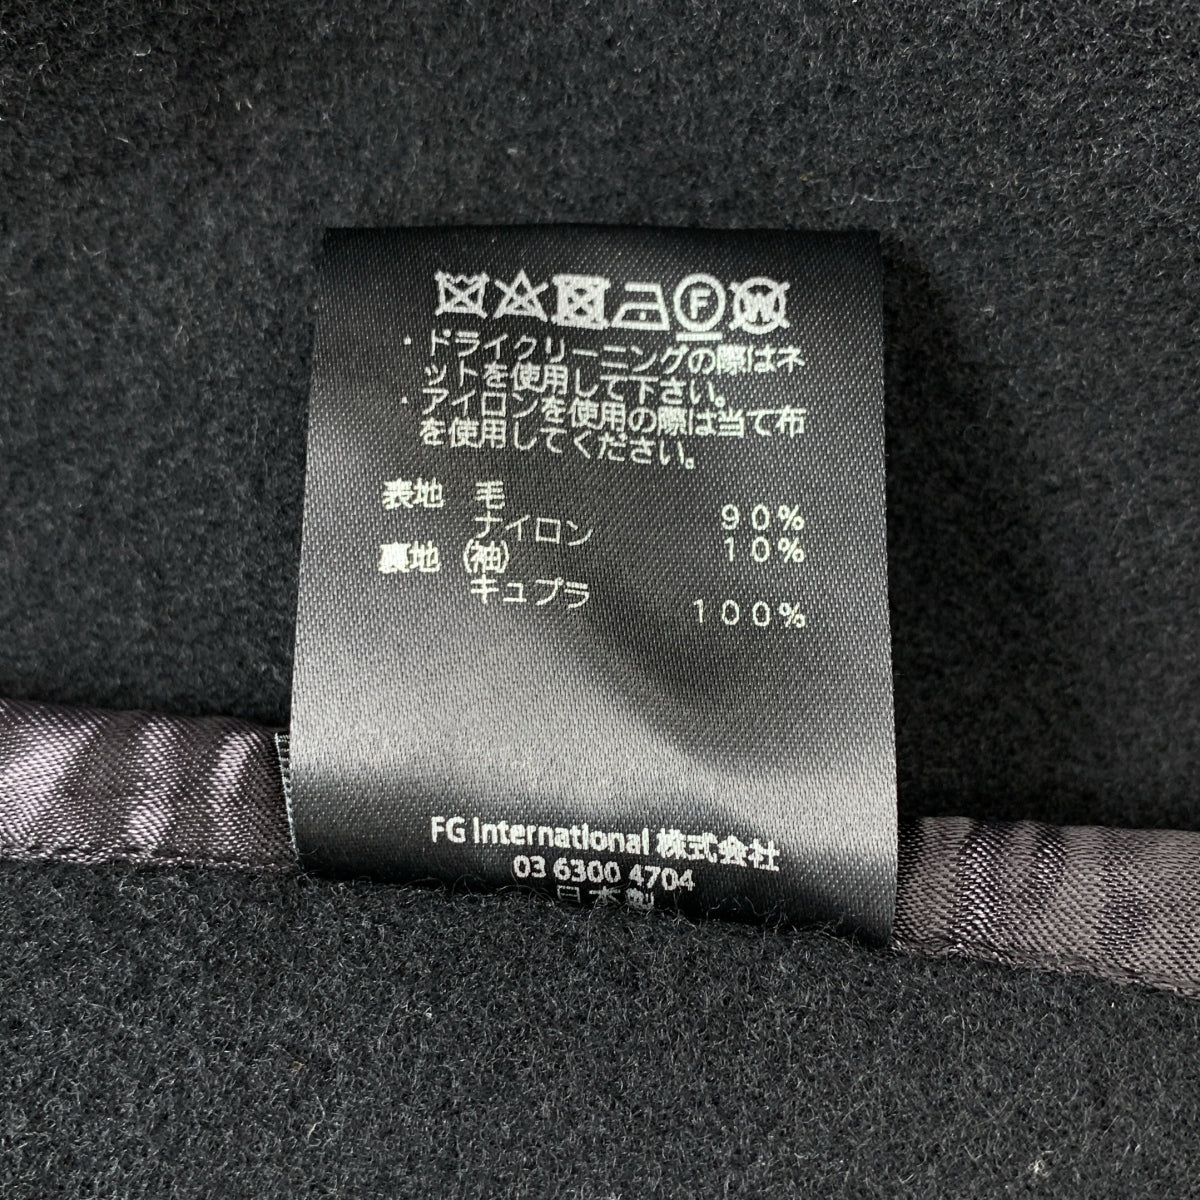 F W
・ドライクリーニングの際はネ
ットを使用して下さい。
・アイロンを使用の際は当て布
を使用してください。
表地 毛 90%
ナイロン 10%
裏地 (袖)
キュプラ 100%
FG International 株式会社
03 6300 4704
日本製